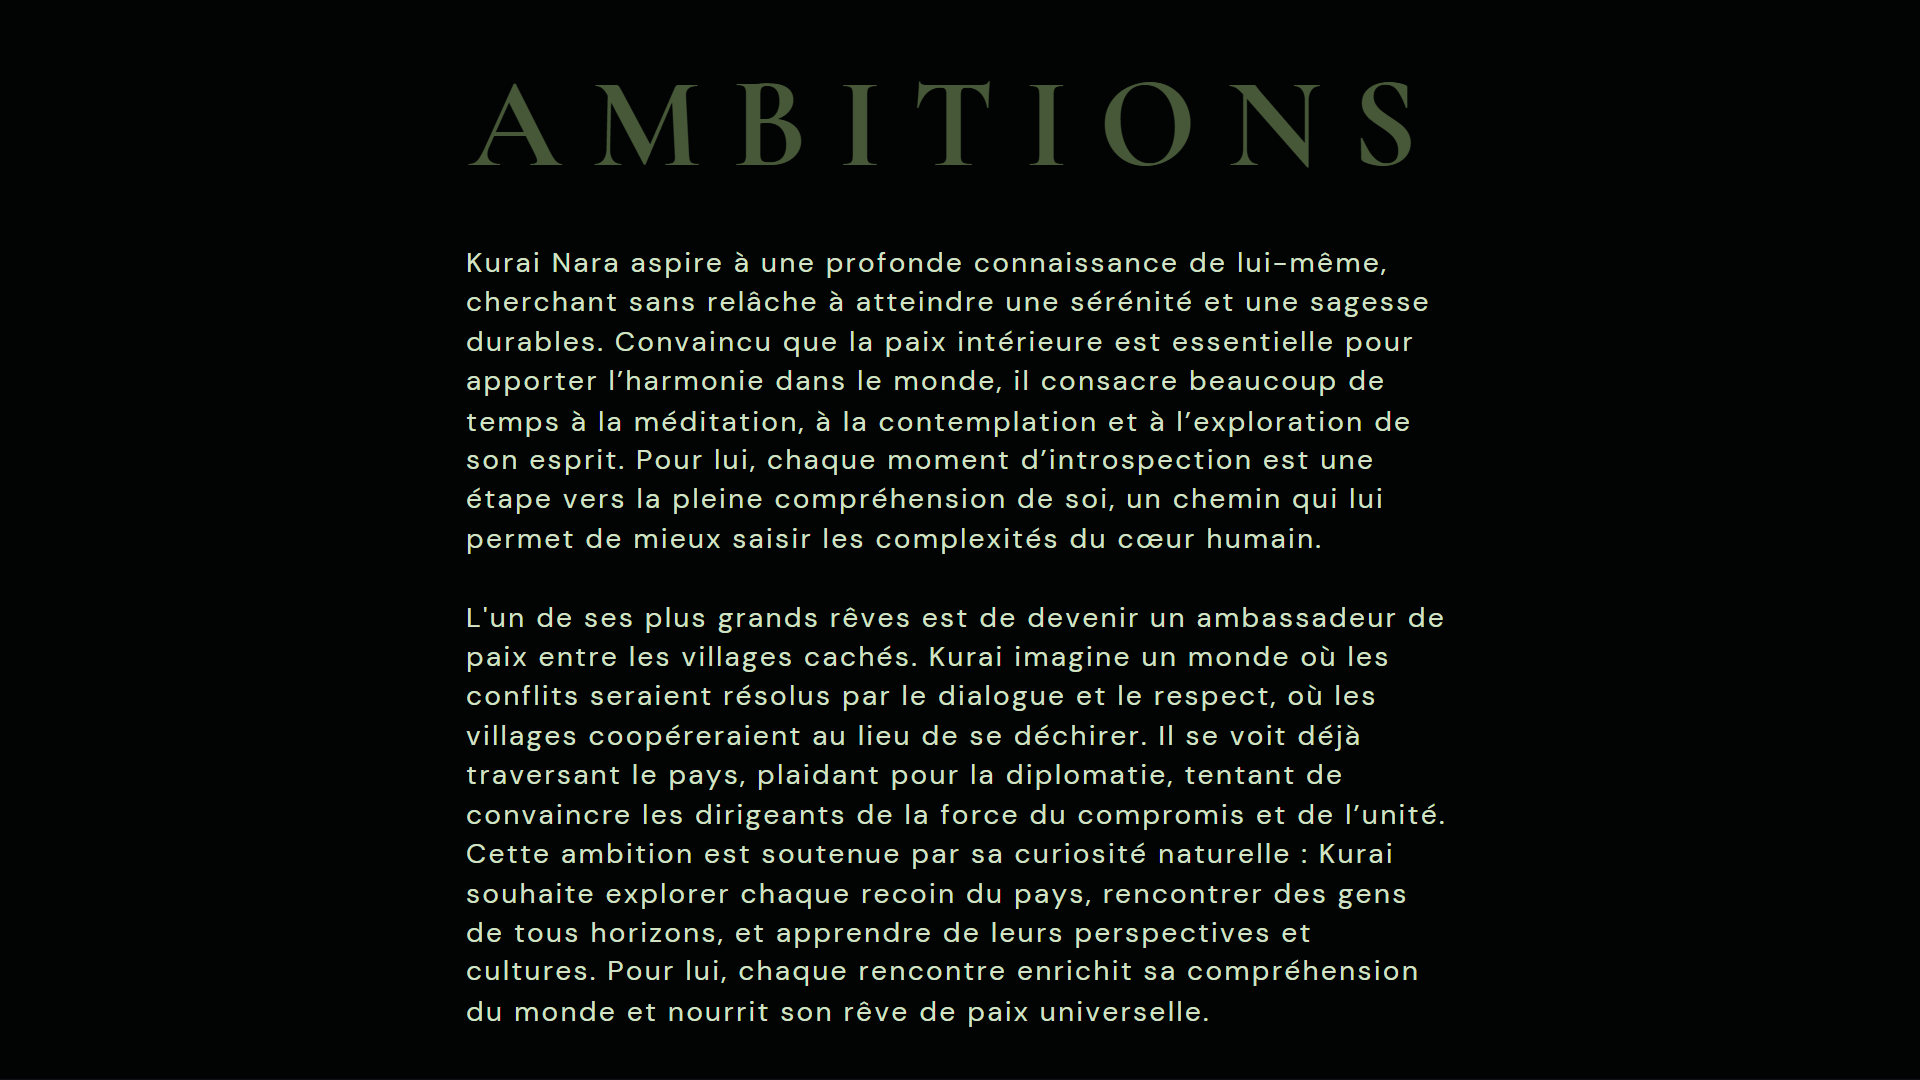 AMBITIONS
Kurai Nara aspire à une profonde connaissance de lui-même,
cherchant sans relâche à atteindre une sérénité et une sagesse
durables. Convaincu que la paix intérieure est essentielle pour
apporter l’harmonie dans le monde, il consacre beaucoup de
temps à la méditation, à la contemplation et à l’exploration de
son esprit. Pour lui, chaque moment d’introspection est une
étape vers la pleine compréhension de soi, un chemin qui lui
permet de mieux saisir les complexités du cœur humain.
L'un de ses plus grands rêves est de devenir un ambassadeur de
paix entre les villages cachés. Kurai imagine un monde où les
conflits seraient résolus par le dialogue et le respect, où les
villages coopéreraient au lieu de se déchirer. Il se voit déjà
traversant le pays, plaidant pour la diplomatie, tentant de
convaincre les dirigeants de la force du compromis et de l’unité.
Cette ambition est soutenue par sa curiosité naturelle : Kurai
souhaite explorer chaque recoin du pays, rencontrer des gens
de tous horizons, et apprendre de leurs perspectives et
cultures. Pour lui, chaque rencontre enrichit sa compréhension
du monde et nourrit son rêve de paix universelle.